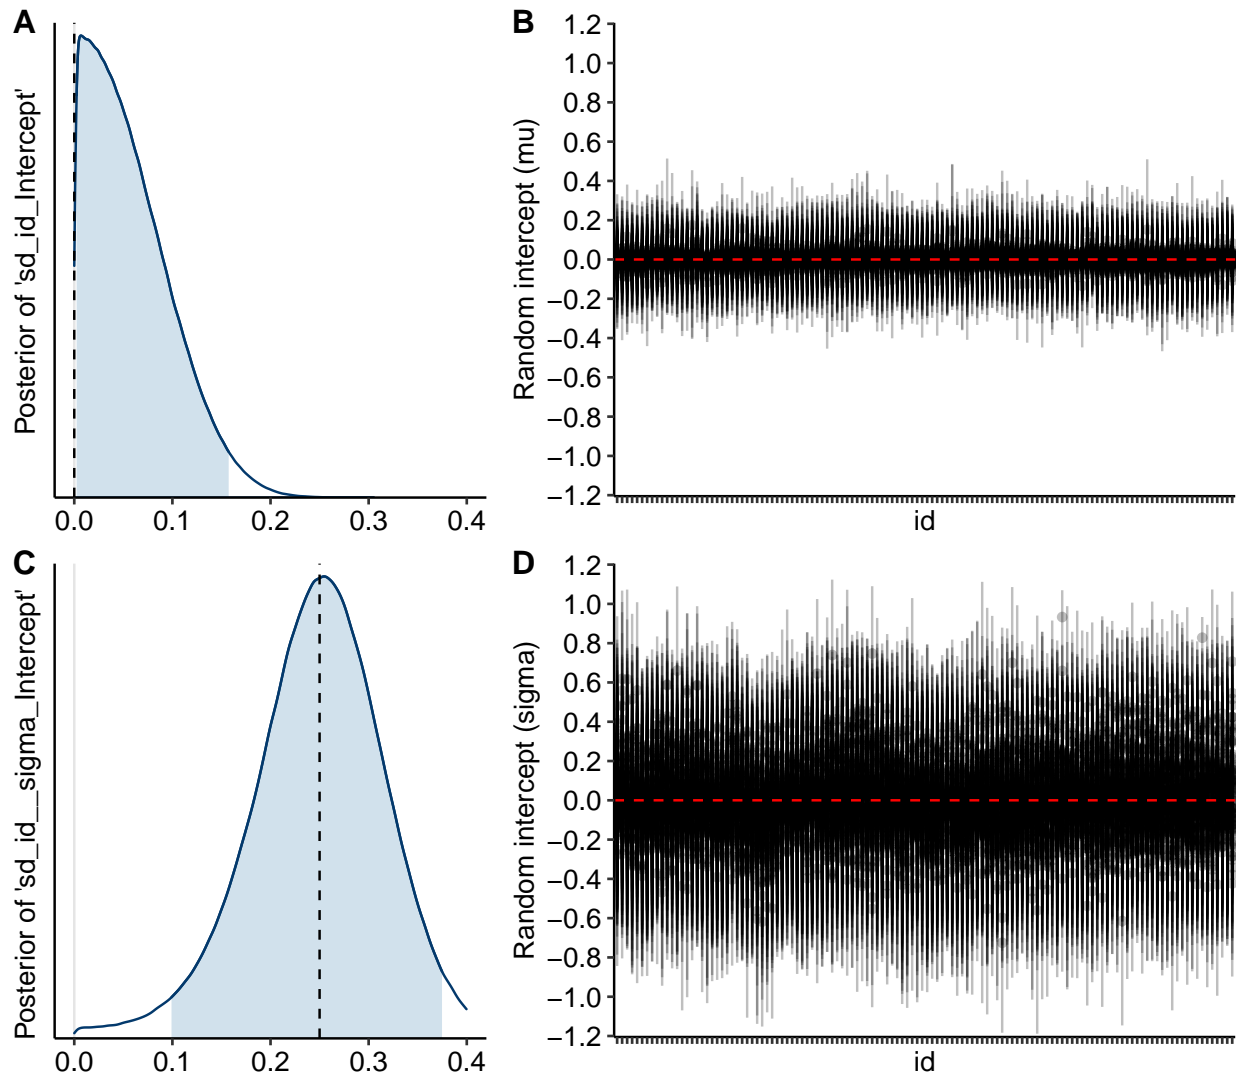 A
Posterior of 'sd_id_Intercept'
0.0 0.1 0.2 0.3 0.4
B
Random intercept (mu)
1.2
1.0
0.8
0.6
0.4
0.2
0.0
−0.2
−0.4
−0.6
−0.8
−1.0
−1.2
id
C
Posterior of 'sd_id__sigma_Intercept'
0.0 0.1 0.2 0.3 0.4
D
Random intercept (sigma)
1.2
1.0
0.8
0.6
0.4
0.2
0.0
−0.2
−0.4
−0.6
−0.8
−1.0
−1.2
id